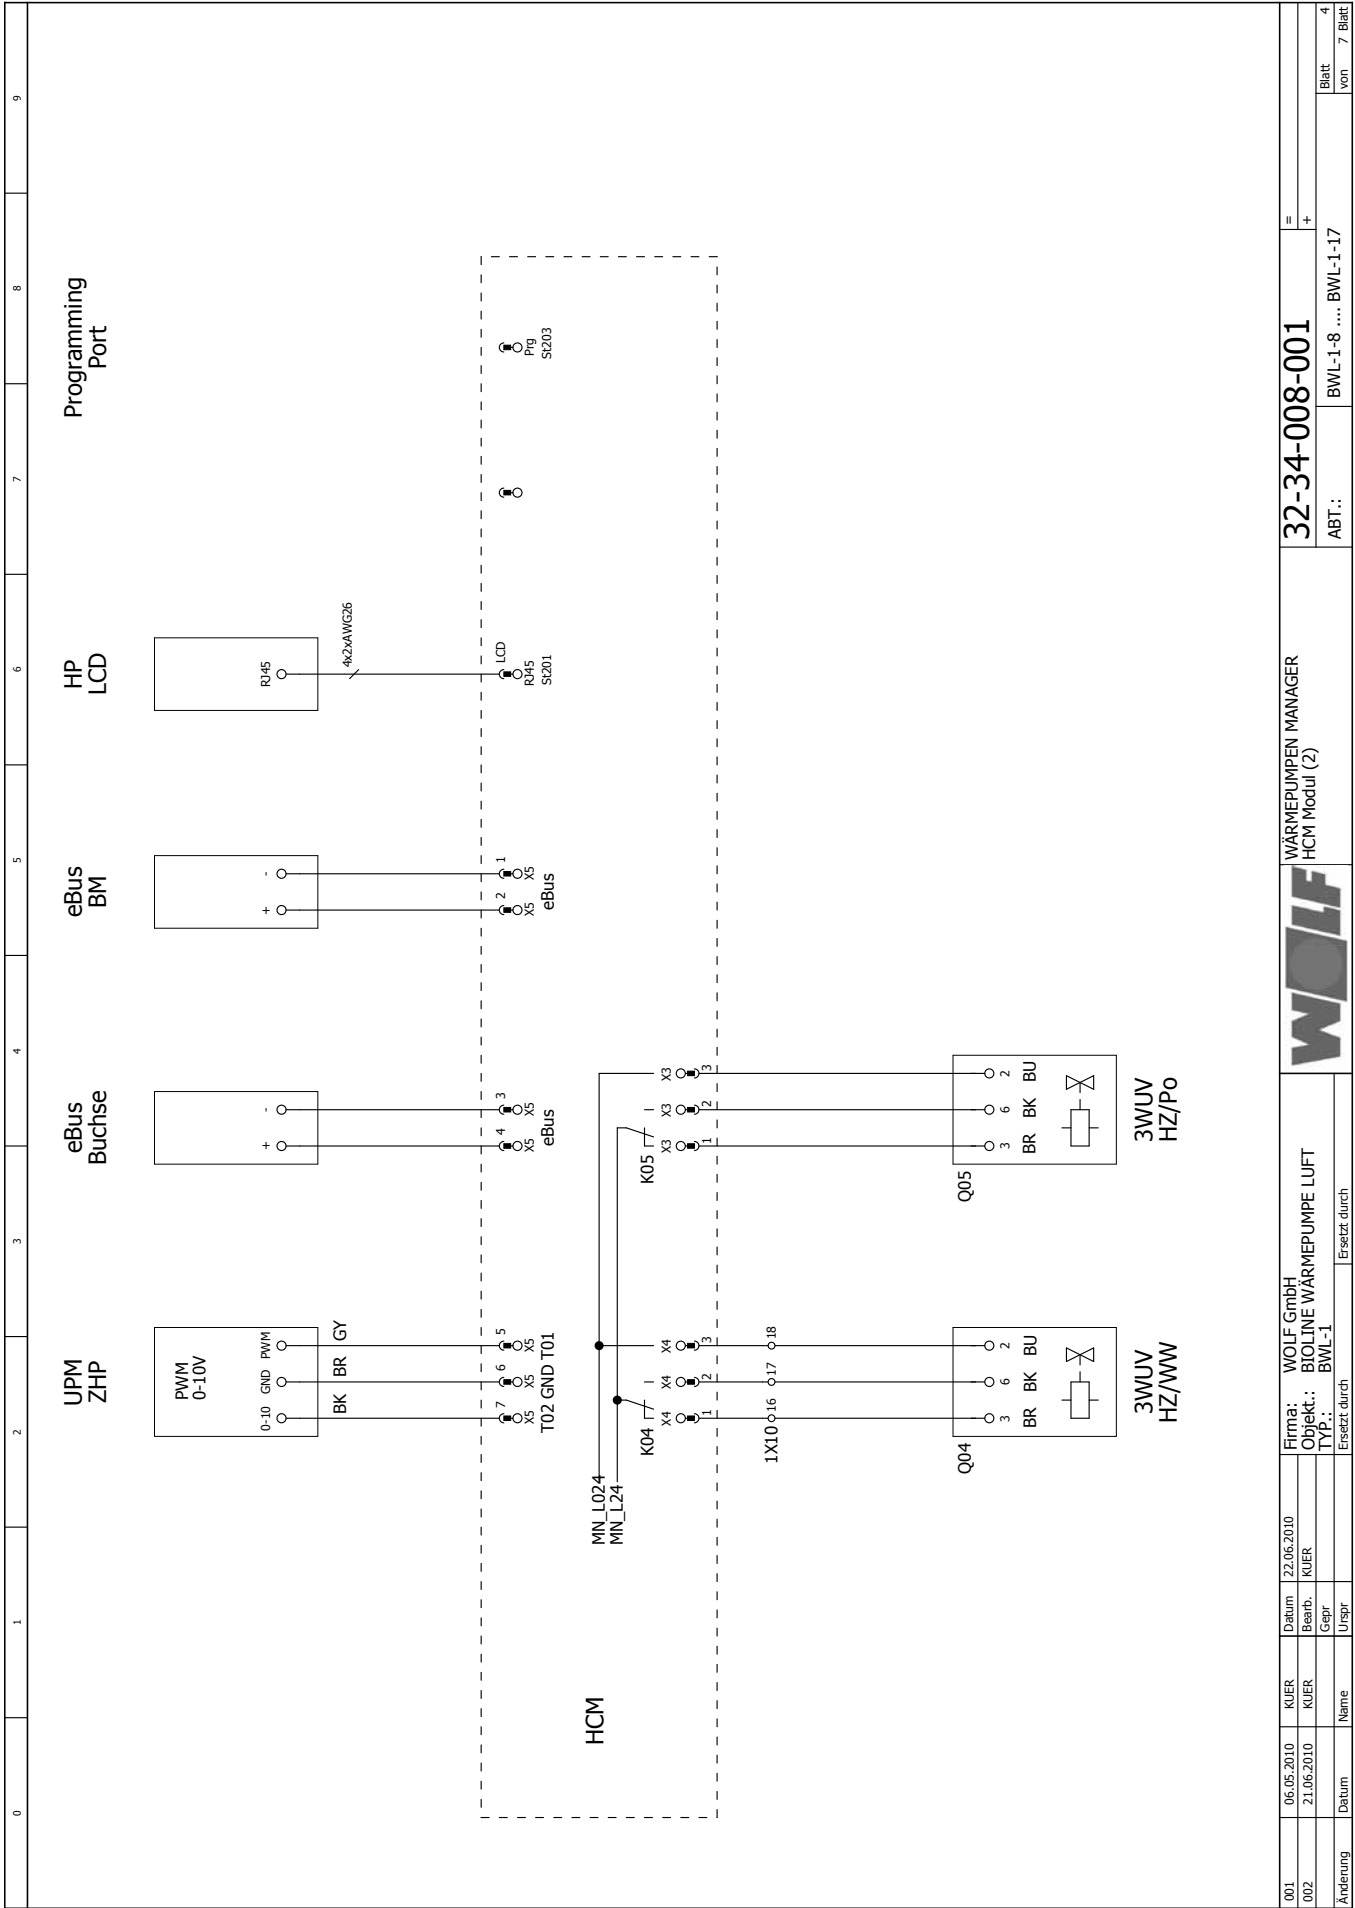 0 1 2 3 4 5 6 7 8 9
UPM
ZHP
eBus
Buchse
eBus
BM
HP
LCD
Programming
Port
PWM
0-10V
0-10 GND PWM
+ -
+ -
RJ45
BK BR GY
4x2xAWG26
7 6 5
X5 X5 X5
T02 GND T01
4 3
X5 X5
eBus
2 1
X5 X5
eBus
LCD
RJ45
St201
Prg
St203
HCM
MN_L024
MN_L24
K04
X4 X4 X4
1 2 3
K05
X3 X3 X3
1 2 3
1X10 16 17 18
Q04
3 6 2
BR BK BU
3WUV
HZ/WW
Q05
3 6 2
BR BK BU
3WUV
HZ/Po
001 06.05.2010 KUER
002 21.06.2010 KUER
Änderung Datum Name
Datum 22.06.2010
Bearb. KUER
Gepr
Urspr
Firma: WOLF GmbH
Objekt.: BIOLINE WÄRMEPUMPE LUFT
TYP.: BWL-1
Ersetzt durch Ersetzt durch
WOLF
WÄRMEPUMPEN MANAGER
HCM Modul (2)
32-34-008-001
=
+
ABT.: BWL-1-8 .... BWL-1-17
Blatt 4
von 7 Blatt